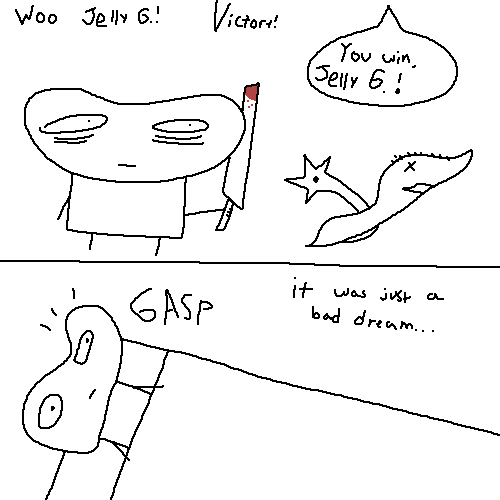 Woo Jelly G.!
Victory!
You win,
Jelly G.!
GASP
it was just a
bad dream...